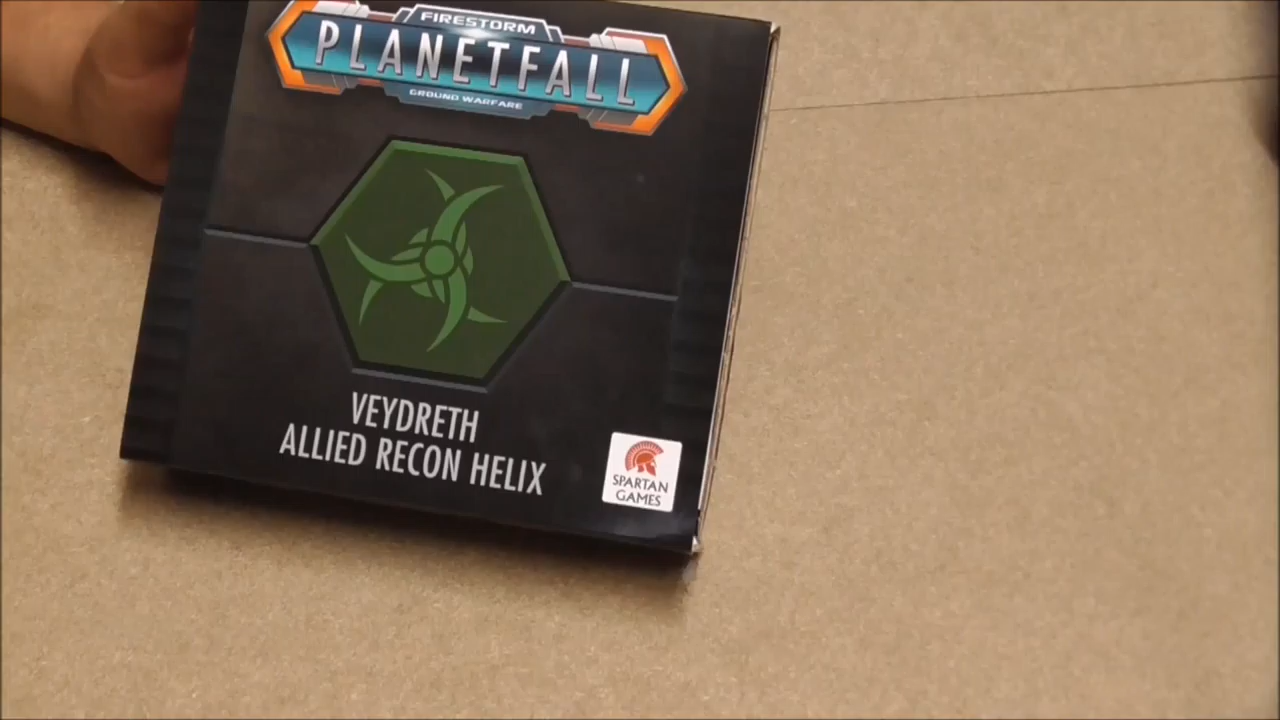 FIRESTORM
PLANETFALL
GROUND WARFARE
VEYDRETH
ALLIED RECON HELIX
SPARTAN
GAMES